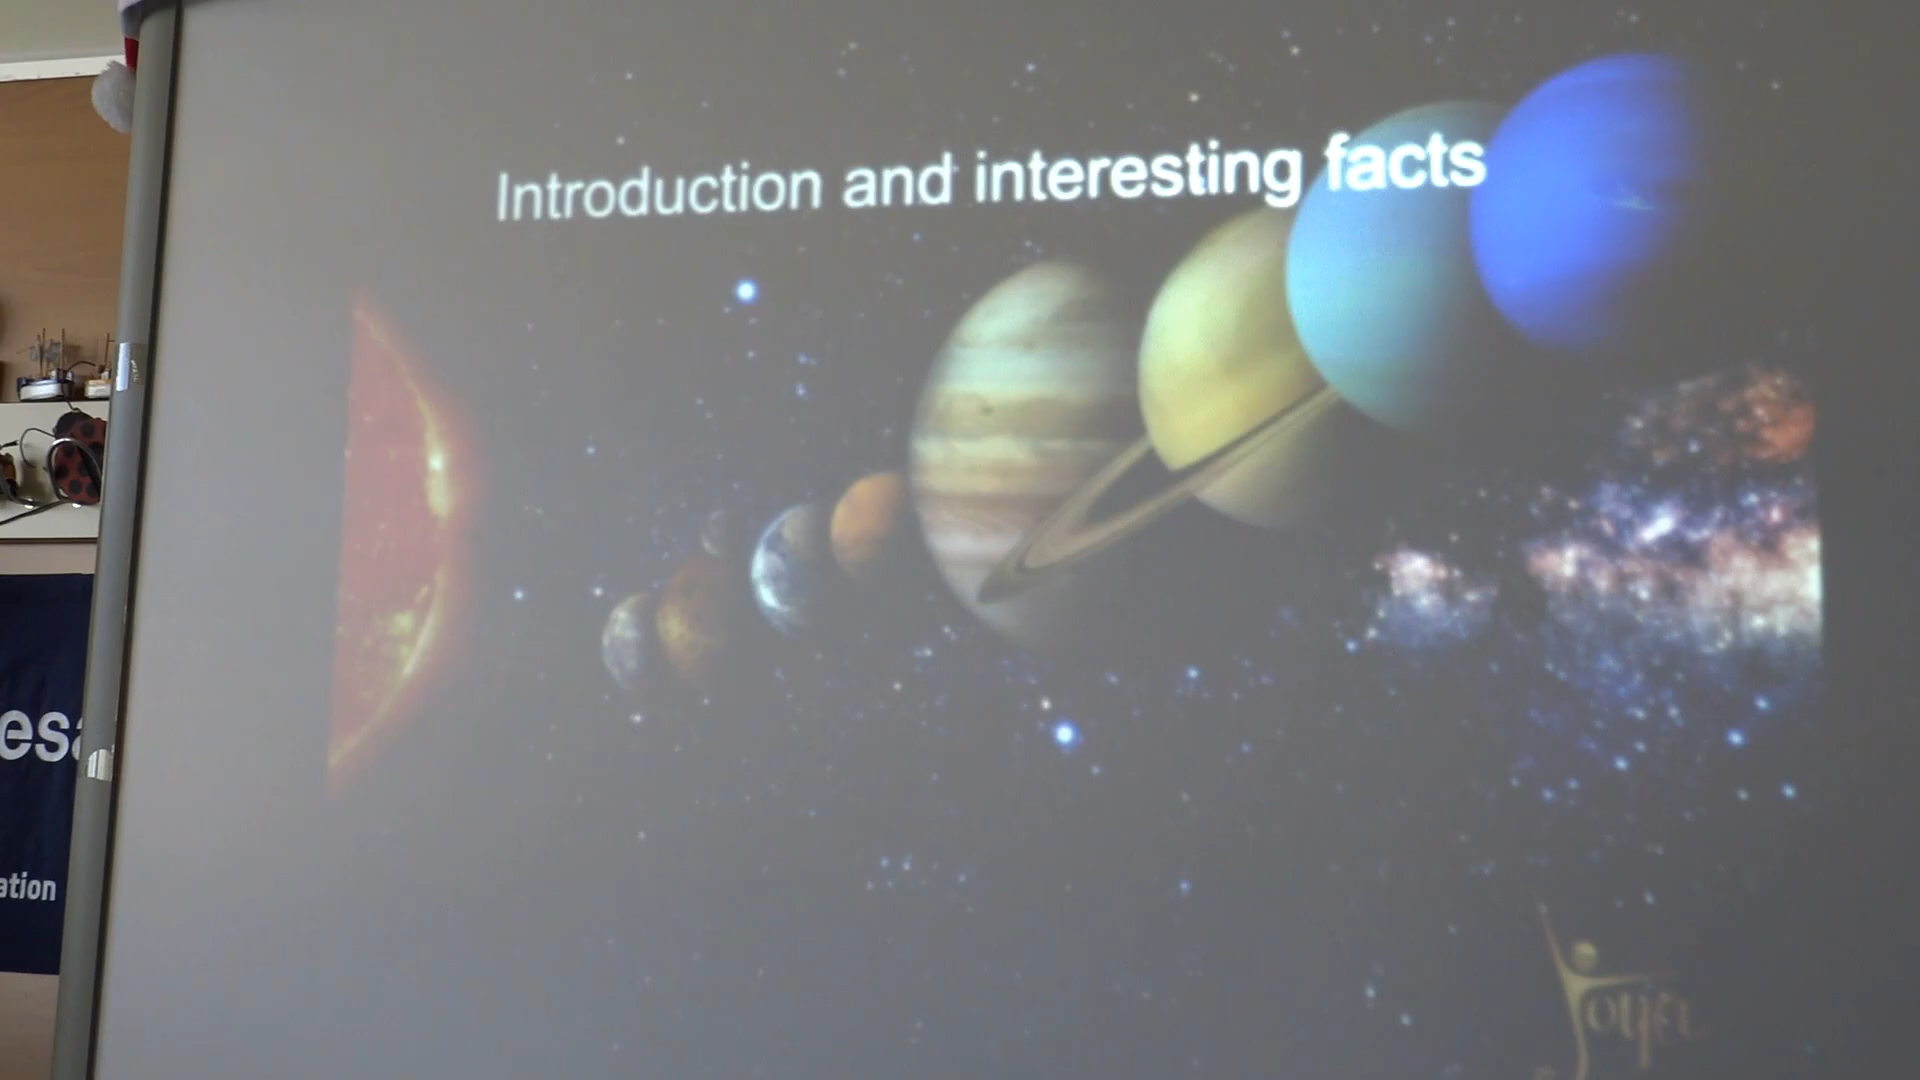 Introduction and interesting facts
esa
ation